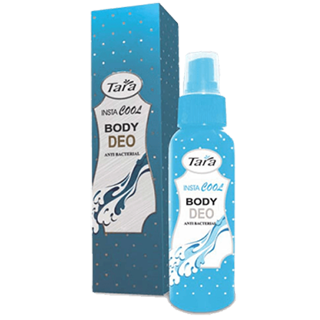 Tara
INSTA COOL
BODY
DEO
ANTI BACTERIAL
Tara
INSTA COOL
BODY
DEO
ANTI BACTERIAL